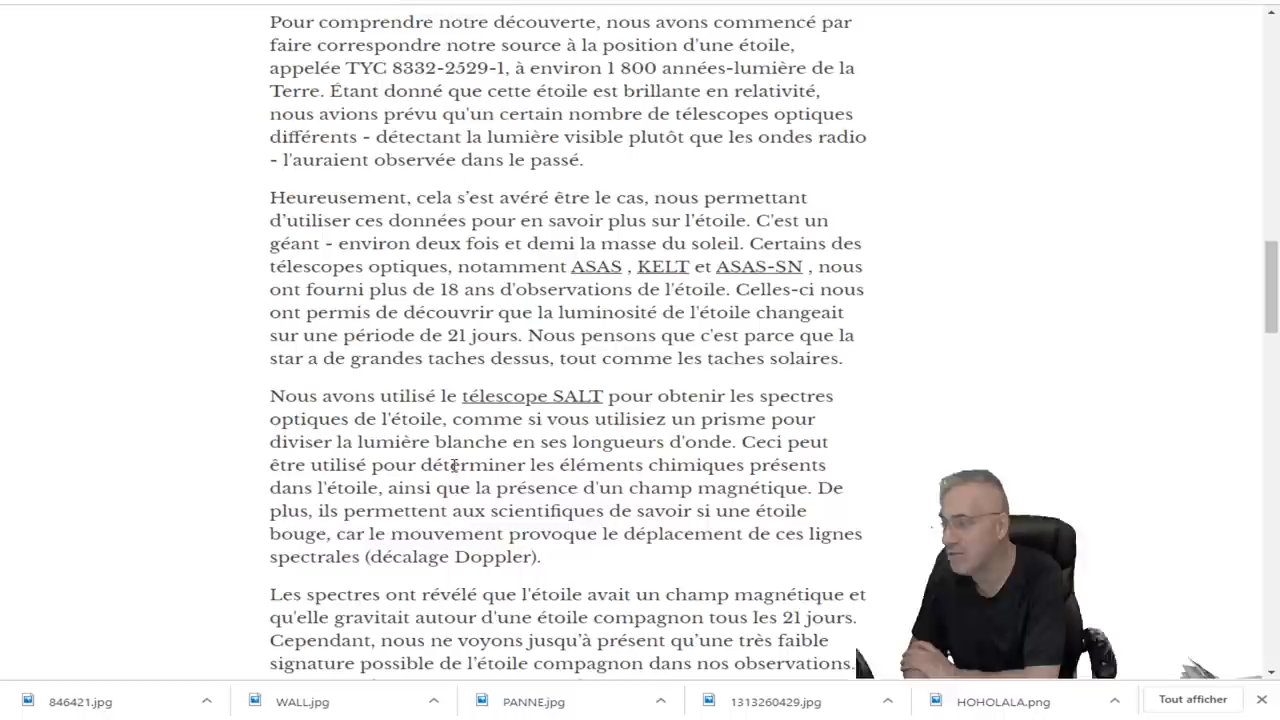 Pour comprendre notre découverte, nous avons commencé par
faire correspondre notre source à la position d'une étoile,
appelée TYC 8332-2529-1, à environ 1 800 années-lumière de la
Terre. Étant donné que cette étoile est brillante en relativité,
nous avions prévu qu'un certain nombre de télescopes optiques
différents - détectant la lumière visible plutôt que les ondes radio
- l'auraient observée dans le passé.
Heureusement, cela s'est avéré être le cas, nous permettant
d'utiliser ces données pour en savoir plus sur l'étoile. C'est un
géant - environ deux fois et demi la masse du soleil. Certains des
télescopes optiques, notamment ASAS , KELT et ASAS-SN , nous
ont fourni plus de 18 ans d'observations de l'étoile. Celles-ci nous
ont permis de découvrir que la luminosité de l'étoile changeait
sur une période de 21 jours. Nous pensons que c'est parce que la
star a de grandes taches dessus, tout comme les taches solaires.
Nous avons utilisé le télescope SALT pour obtenir les spectres
optiques de l'étoile, comme si vous utilisiez un prisme pour
diviser la lumière blanche en ses longueurs d'onde. Ceci peut
être utilisé pour déterminer les éléments chimiques présents
dans l'étoile, ainsi que la présence d'un champ magnétique. De
plus, ils permettent aux scientifiques de savoir si une étoile
bouge, car le mouvement provoque le déplacement de ces lignes
spectrales (décalage Doppler).
Les spectres ont révélé que l'étoile avait un champ magnétique et
qu'elle gravitait autour d'une étoile compagnon tous les 21 jours.
Cependant, nous ne voyons jusqu'à présent qu'une très faible
signature possible de l'étoile compagnon dans nos observations.
846421.jpg
WALL.jpg
PANNE.jpg
1313260429.jpg
HOHOLALA.png
Tout afficher